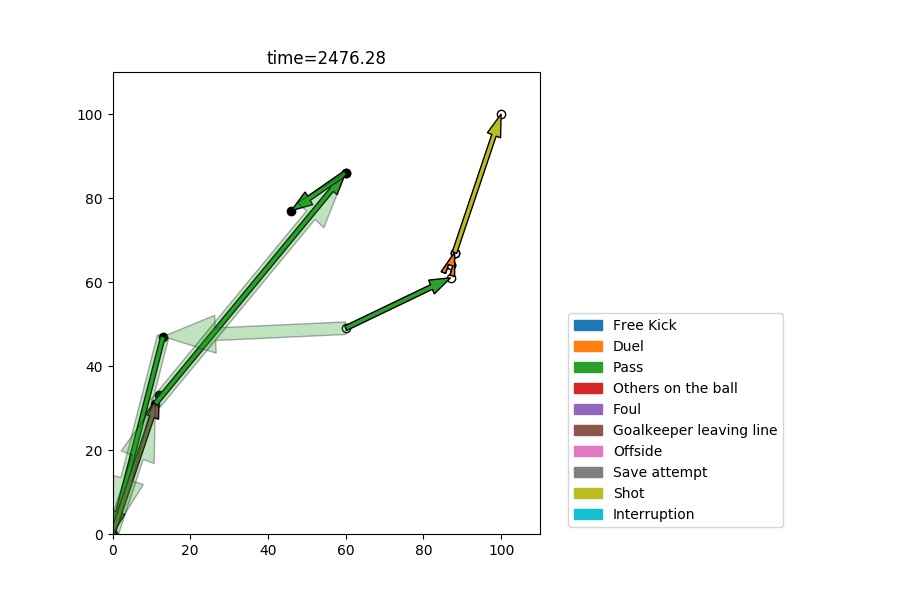 time=2476.28
100
80
60
40
20
0
0 20 40 60 80 100
Free Kick
Duel
Pass
Others on the ball
Foul
Goalkeeper leaving line
Offside
Save attempt
Shot
Interruption